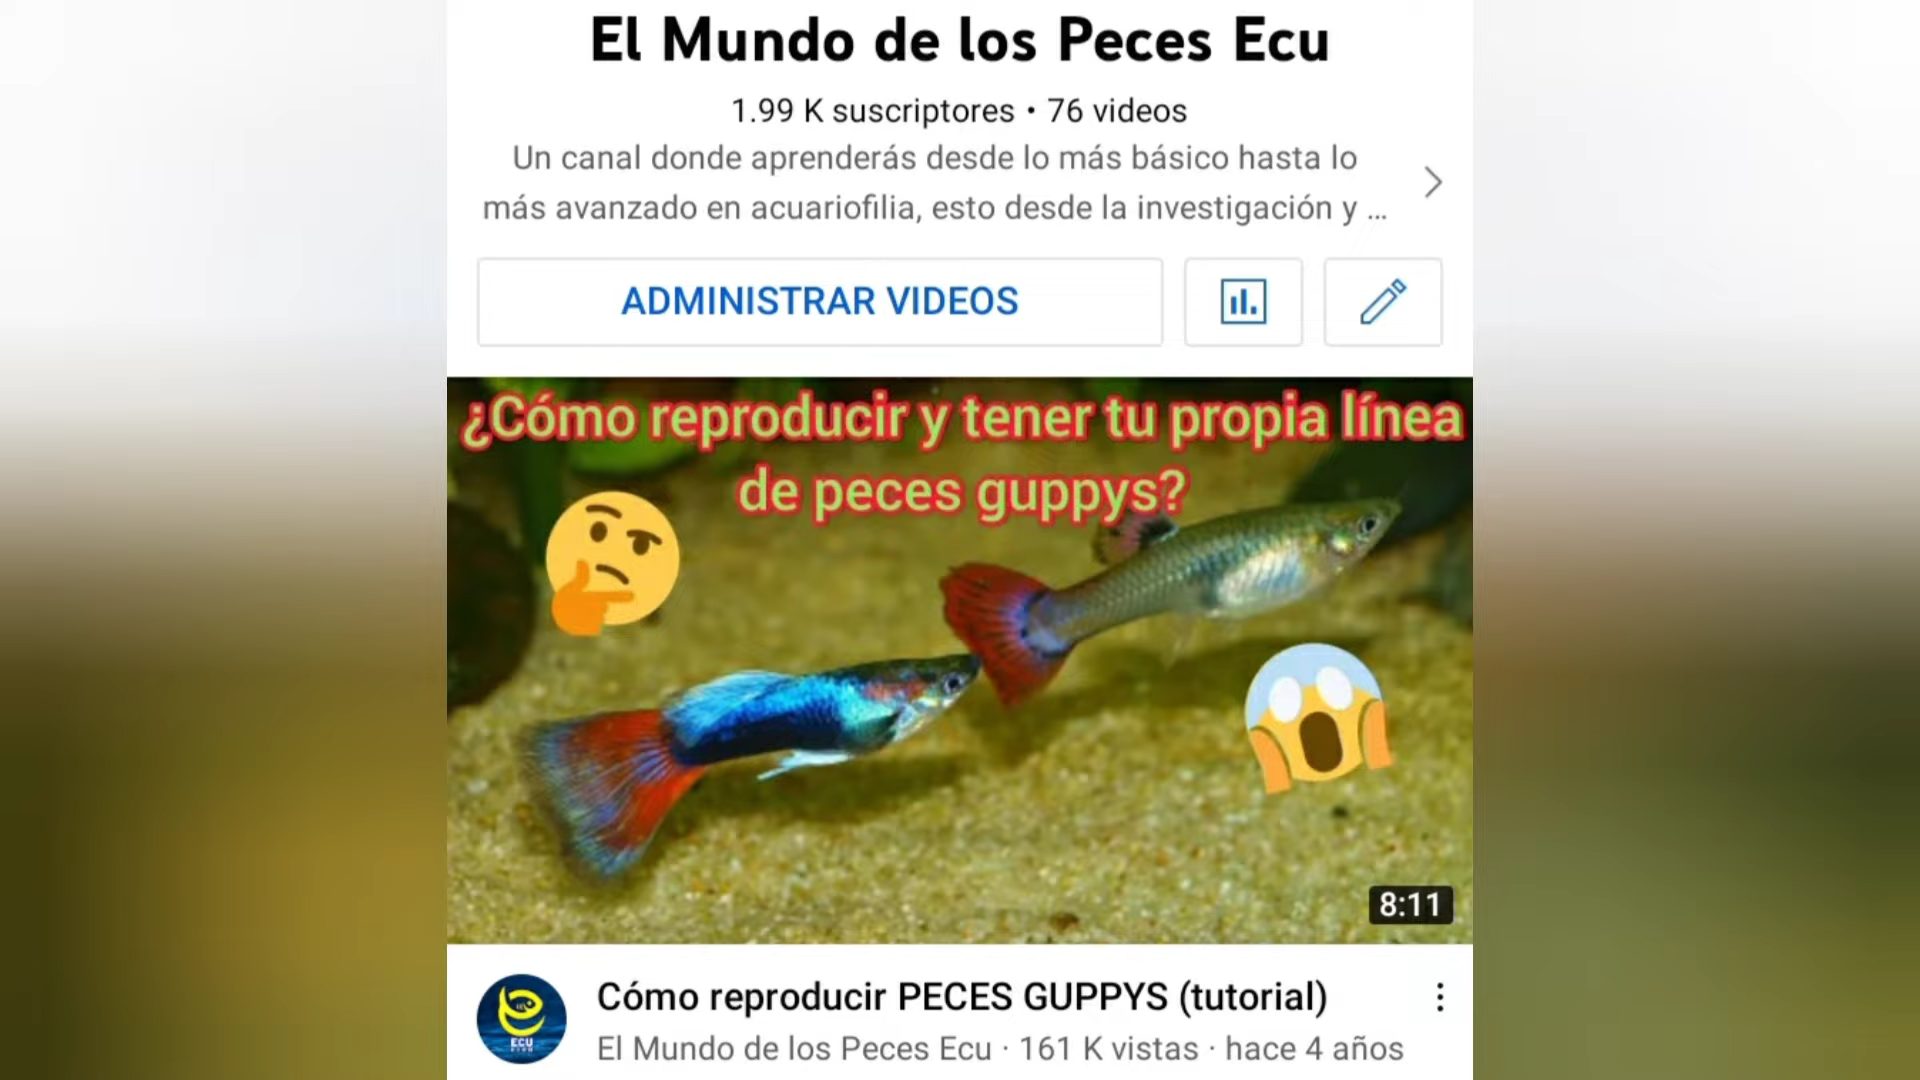 El Mundo de los Peces Ecu
1.99 K suscriptores • 76 videos
Un canal donde aprenderás desde lo más básico hasta lo
más avanzado en acuariofilia, esto desde la investigación y ...
ADMINISTRAR VIDEOS
¿Cómo reproducir y tener tu propia línea
de peces guppys?
8:11
Cómo reproducir PECES GUPPYS (tutorial)
El Mundo de los Peces Ecu · 161 K vistas · hace 4 años
ECU